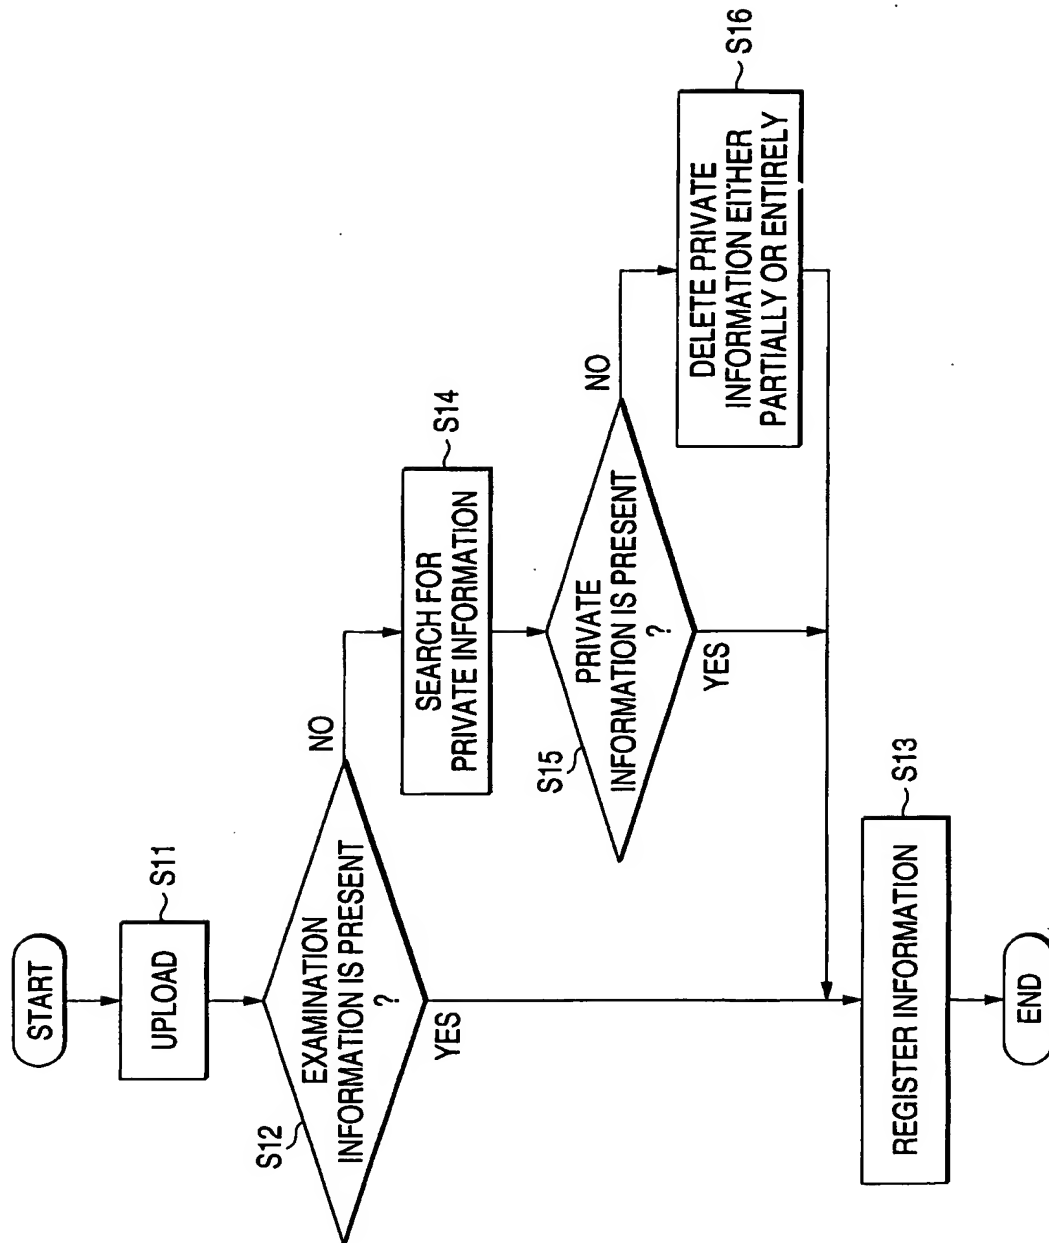 START
UPLOAD
S11
S12
EXAMINATION
INFORMATION IS PRESENT
?
NO
YES
SEARCH FOR
PRIVATE INFORMATION
S14
S15
PRIVATE
INFORMATION IS PRESENT
?
NO
YES
DELETE PRIVATE
INFORMATION EITHER
PARTIALLY OR ENTIRELY
S16
REGISTER INFORMATION
S13
END